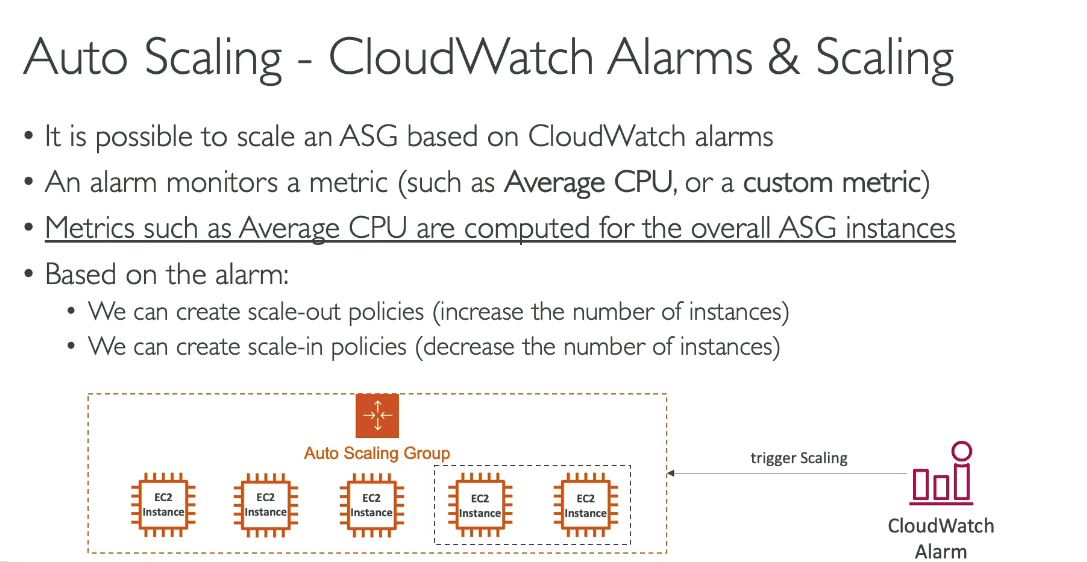 Auto Scaling - CloudWatch Alarms & Scaling
• It is possible to scale an ASG based on CloudWatch alarms
• An alarm monitors a metric (such as Average CPU, or a custom metric)
• Metrics such as Average CPU are computed for the overall ASG instances
• Based on the alarm:
• We can create scale-out policies (increase the number of instances)
• We can create scale-in policies (decrease the number of instances)
Auto Scaling Group
EC2
Instance
EC2
Instance
EC2
Instance
EC2
Instance
EC2
Instance
trigger Scaling
CloudWatch
Alarm